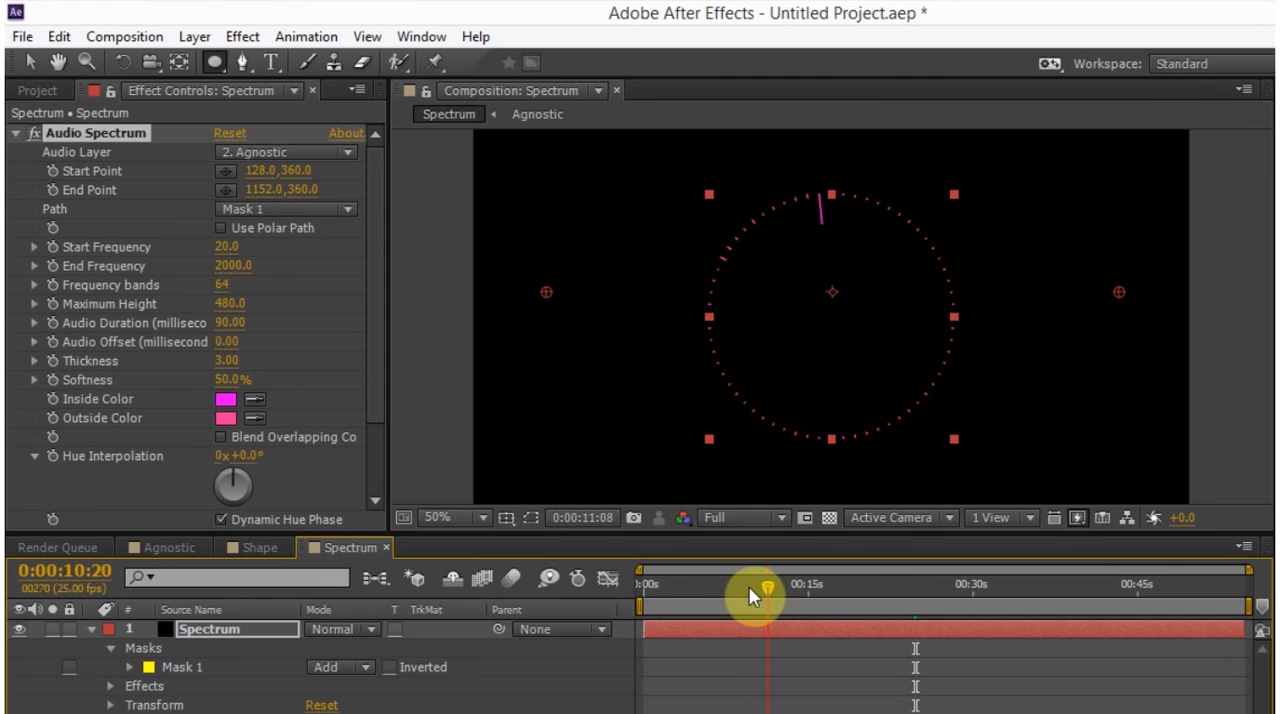 Ae
Adobe After Effects - Untitled Project.aep *
File Edit Composition Layer Effect Animation View Window Help
T Workspace: Standard
Project Effect Controls: Spectrum × Composition: Spectrum ×
Spectrum • Spectrum
Spectrum Agnostic
fx Audio Spectrum Reset About
Audio Layer 2. Agnostic
Start Point 128.0,360.0
End Point 1152.0,360.0
Path Mask 1
Use Polar Path
Start Frequency 20.0
End Frequency 2000.0
Frequency bands 64
Maximum Height 480.0
Audio Duration (milliseco 90.00
Audio Offset (millisecond 0.00
Thickness 3.00
Softness 50.0%
Inside Color
Outside Color
Blend Overlapping Co
Hue Interpolation 0x+0.0°
Dynamic Hue Phase
50% 0:00:11:08 Full Active Camera 1 View +0.0
Render Queue Agnostic Shape Spectrum ×
0:00:10:20
00270 (25.00 fps)
):00s 00:15s 00:30s 00:45s
# Source Name Mode T TrkMat Parent
1 Spectrum Normal None
Masks
Mask 1 Add Inverted
Effects
Transform Reset